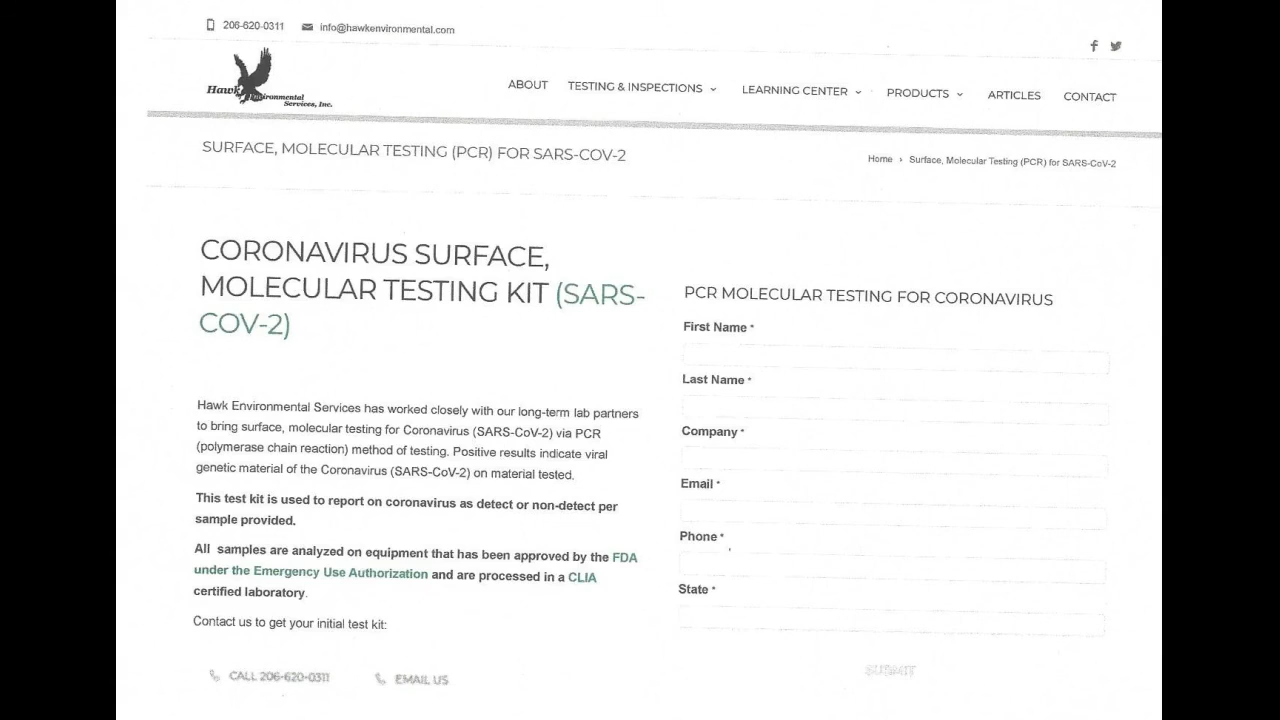 206-620-0311 info@hawkenvironmental.com
Hawk Environmental
Services, Inc.
ABOUT TESTING & INSPECTIONS LEARNING CENTER PRODUCTS ARTICLES CONTACT
SURFACE, MOLECULAR TESTING (PCR) FOR SARS-COV-2
Home › Surface, Molecular Testing (PCR) for SARS-CoV-2
CORONAVIRUS SURFACE,
MOLECULAR TESTING KIT (SARS-
COV-2)
Hawk Environmental Services has worked closely with our long-term lab partners
to bring surface, molecular testing for Coronavirus (SARS-CoV-2) via PCR
(polymerase chain reaction) method of testing. Positive results indicate viral
genetic material of the Coronavirus (SARS-CoV-2) on material tested.
This test kit is used to report on coronavirus as detect or non-detect per
sample provided.
All samples are analyzed on equipment that has been approved by the FDA
under the Emergency Use Authorization and are processed in a CLIA
certified laboratory.
Contact us to get your initial test kit:
CALL 206-620-0311 EMAIL US
PCR MOLECULAR TESTING FOR CORONAVIRUS
First Name *
Last Name *
Company *
Email *
Phone *
State *
SUBMIT